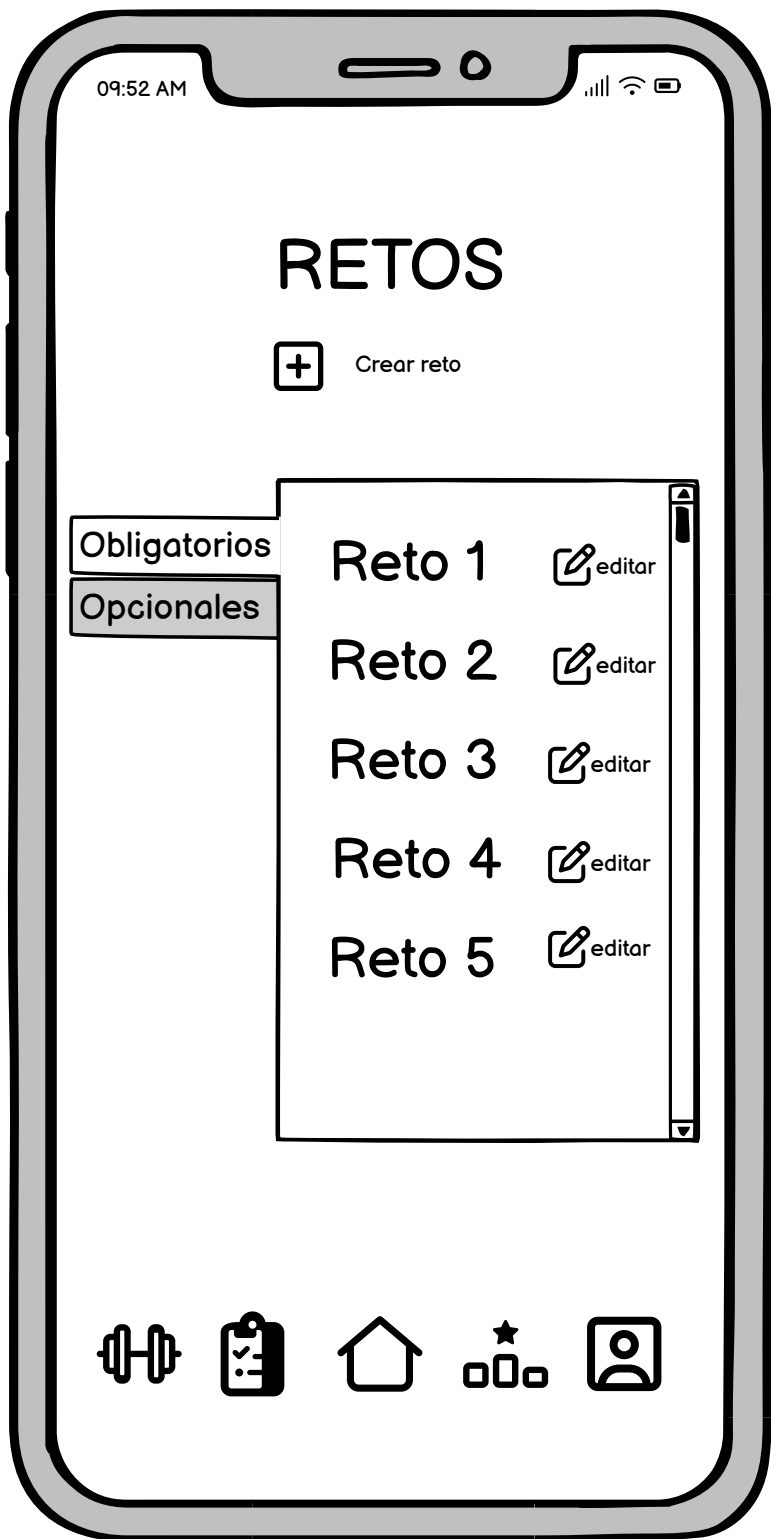 09:52 AM
RETOS
Crear reto
Obligatorios
Opcionales
Reto 1 editar
Reto 2 editar
Reto 3 editar
Reto 4 editar
Reto 5 editar